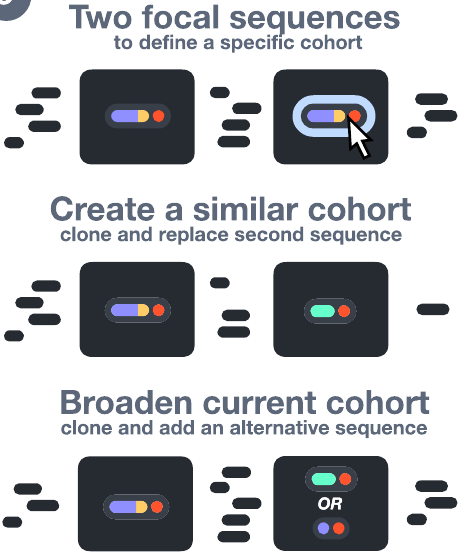 Two focal sequences
to define a specific cohort
Create a similar cohort
clone and replace second sequence
Broaden current cohort
clone and add an alternative sequence
OR